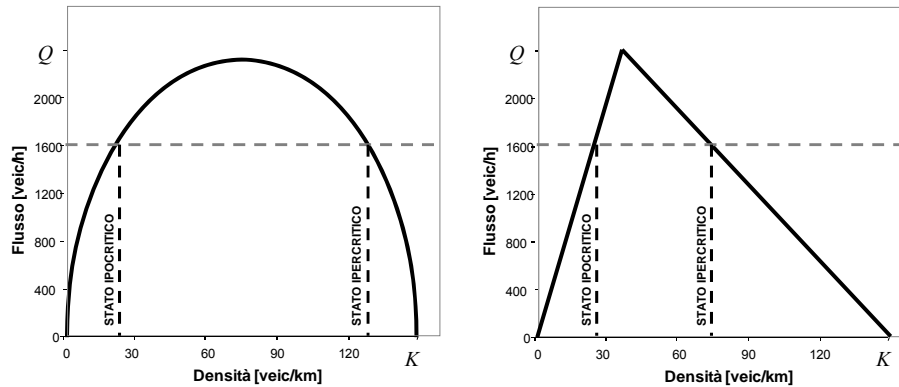 Q
2000
1600
1200
800
400
0
Flusso [veic/h]
STATO IPOCRITICO
STATO IPERCRITICO
0 30 60 90 120 K
Densità [veic/km]
Q
2000
1600
1200
800
400
0
Flusso [veic/h]
STATO IPOCRITICO
STATO IPERCRITICO
0 30 60 90 120 K
Densità [veic/km]